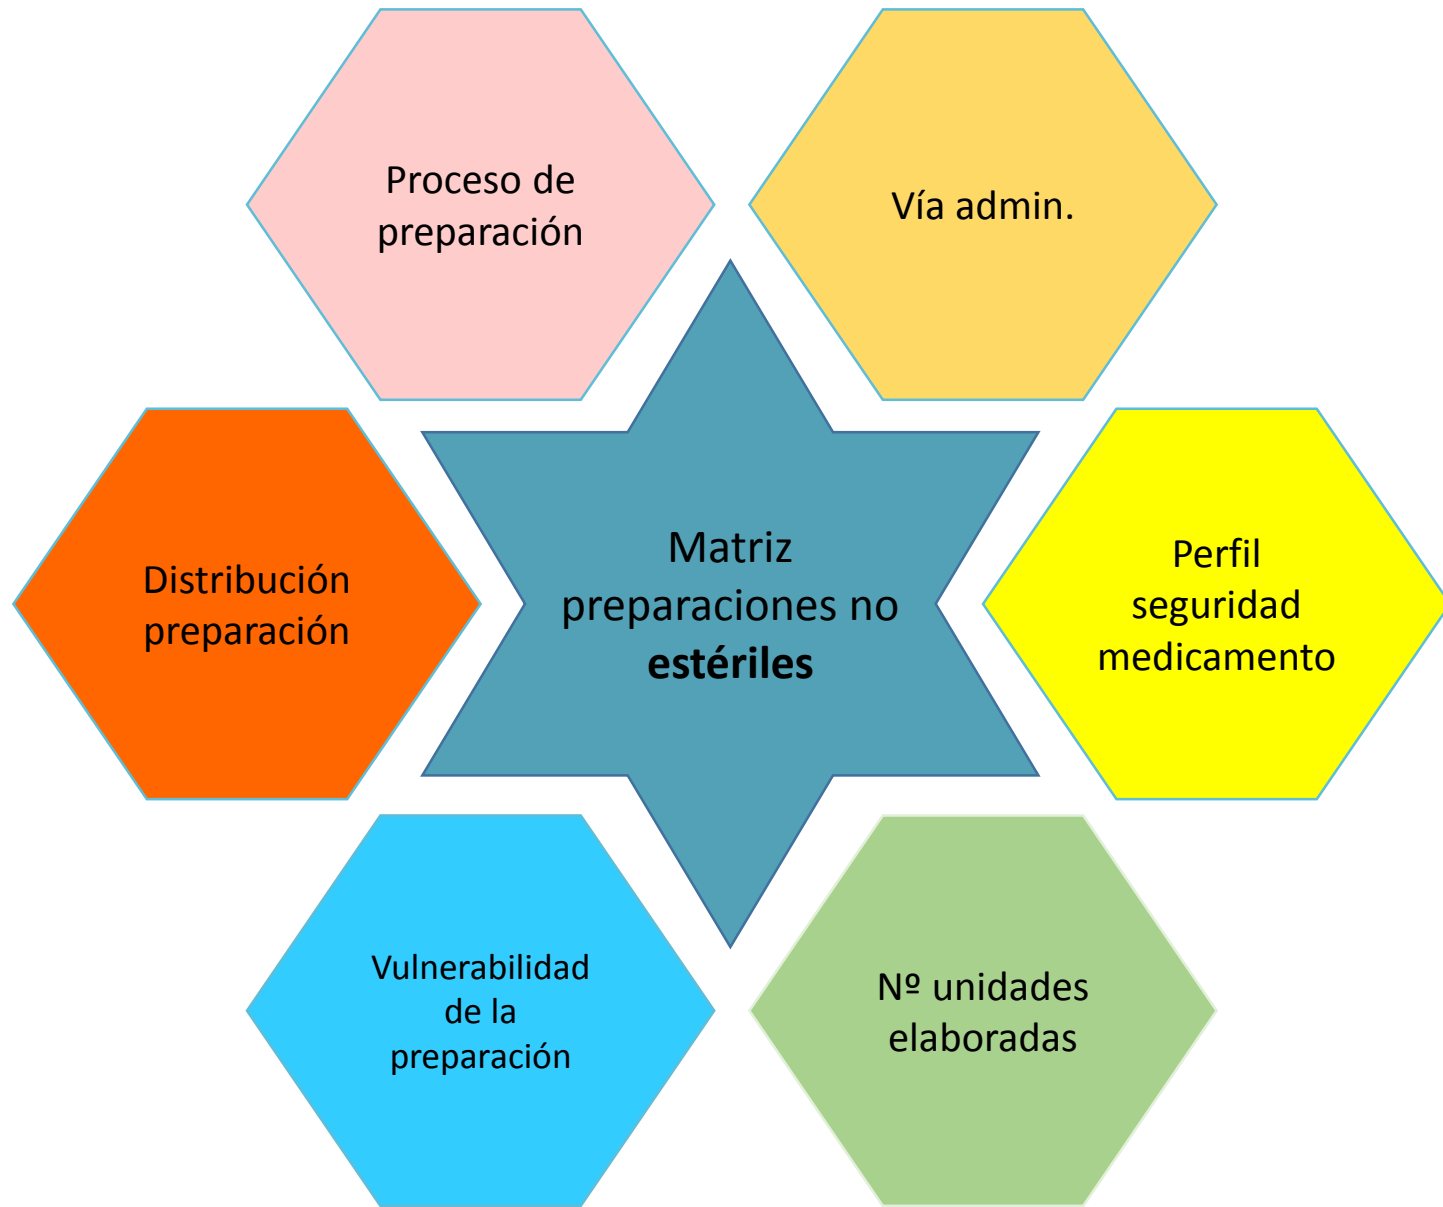 Proceso de
preparación
Vía admin.
Distribución
preparación
Matriz
preparaciones no
estériles
Perfil
seguridad
medicamento
Vulnerabilidad
de la
preparación
Nº unidades
elaboradas